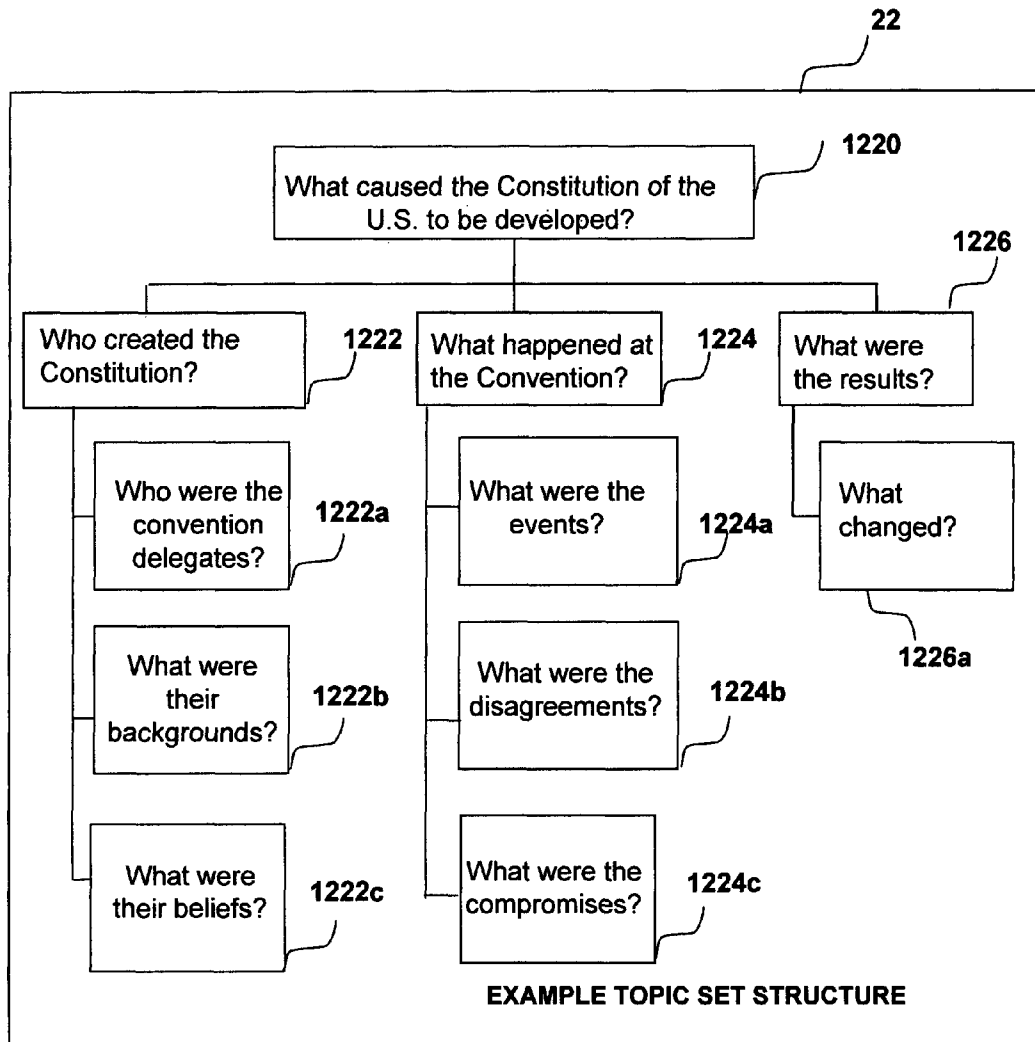 22
1220
What caused the Constitution of the
U.S. to be developed?
1226
Who created the
Constitution?
1222
What happened at
the Convention?
1224
What were
the results?
Who were the
convention
delegates?
1222a
What were the
events?
1224a
What
changed?
1226a
What were
their
backgrounds?
1222b
What were the
disagreements?
1224b
What were
their beliefs?
1222c
What were the
compromises?
1224c
EXAMPLE TOPIC SET STRUCTURE